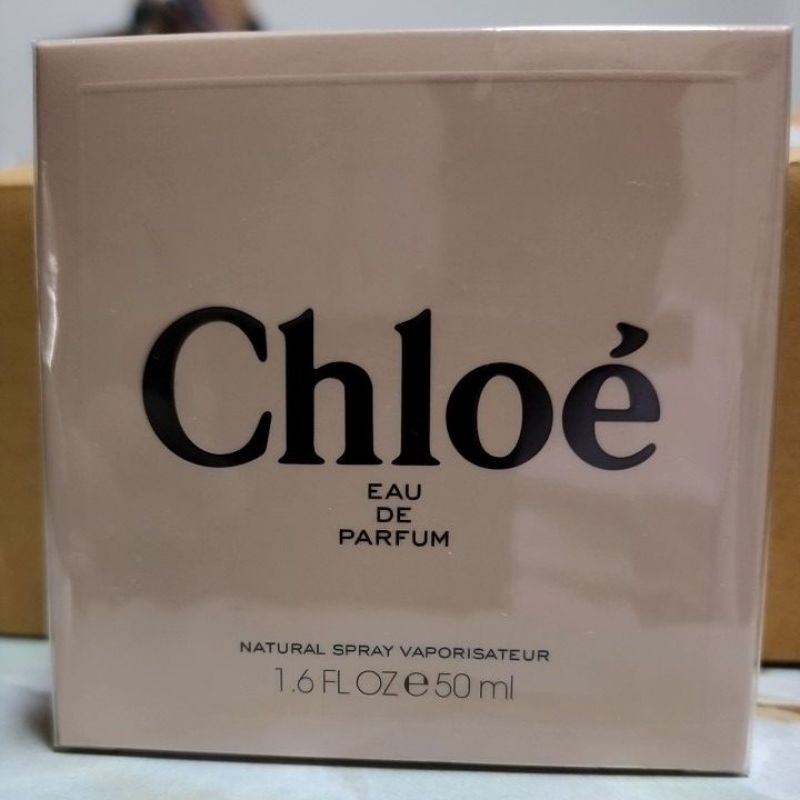 Chloé
EAU
DE
PARFUM
NATURAL SPRAY VAPORISATEUR
1.6 FL OZ ℮ 50 ml